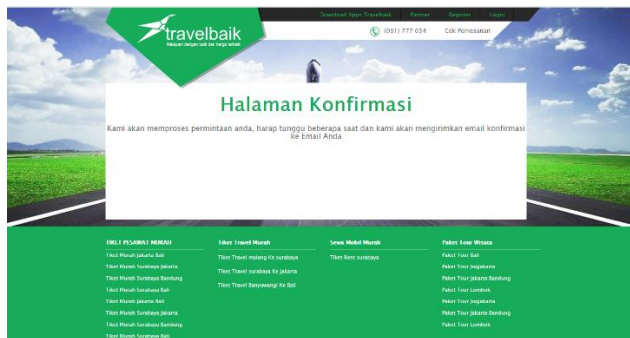 Download Apps Travelbaik Partner Register Login
travelbaik
Melayani dengan baik dan harga terbaik
(031) 777 654 Cek Pemesanan
Halaman Konfirmasi
Kami akan memproses permintaan anda, harap tunggu beberapa saat dan kami akan mengirimkan email konfirmasi
ke Email Anda
TIKET PESAWAT MURAH
Tiket Murah Jakarta Bali
Tiket Murah Surabaya Jakarta
Tiket Murah Surabaya Bandung
Tiket Murah Surabaya Bali
Tiket Murah Jakarta Bali
Tiket Murah Surabaya Jakarta
Tiket Murah Surabaya Bandung
Tiket Murah Surabaya Bali
Tiket Travel Murah
Tiket Travel malang Ke surabaya
Tiket Travel surabaya Ke Jakarta
Tiket Travel Banyuwangi Ke Bali
Sewa Mobil Murah
Tiket Rent surabaya
Paket Tour Wisata
Paket Tour Bali
Paket Tour Jogjakarta
Paket Tour Jakarta Bandung
Paket Tour Lombok
Paket Tour Jogjakarta
Paket Tour Jakarta Bandung
Paket Tour Lombok